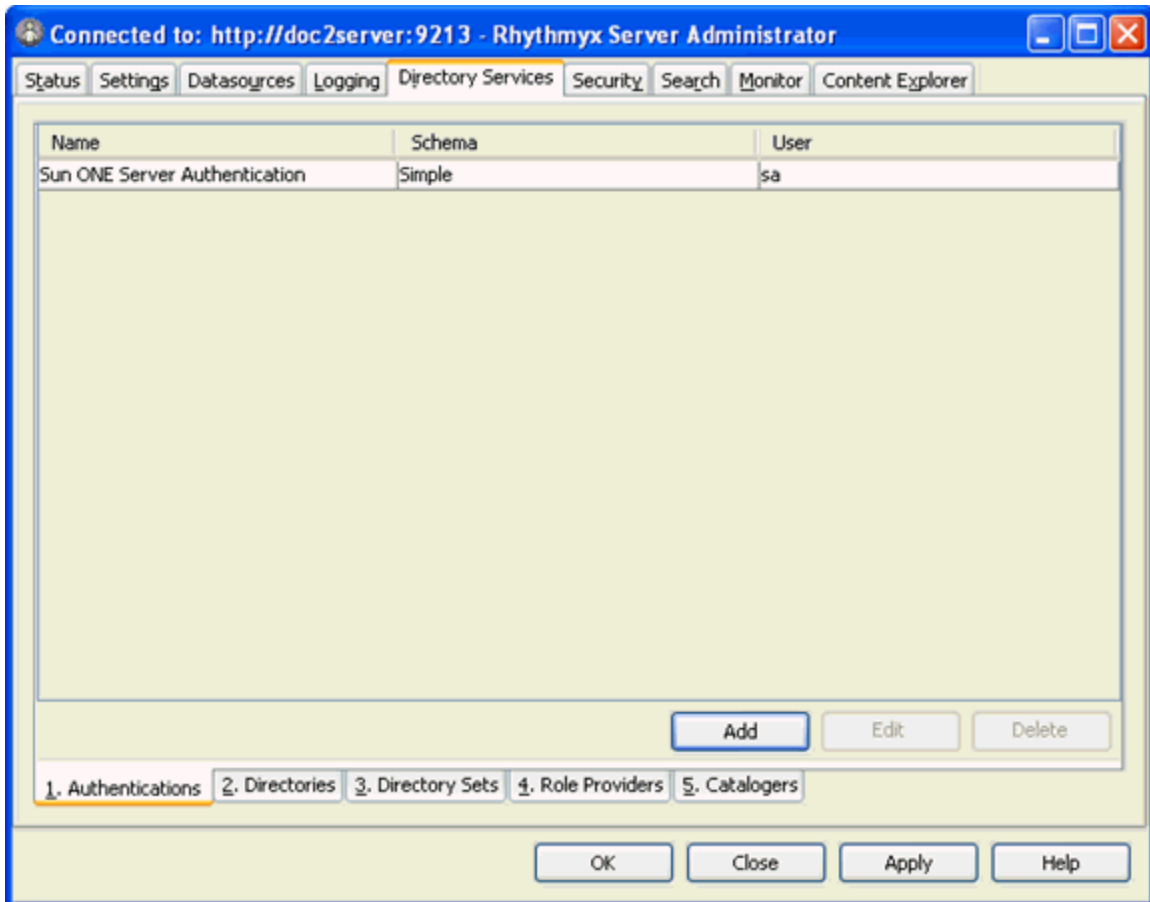 Connected to: http://doc2server:9213 - Rhythmyx Server Administrator
Status Settings Datasources Logging Directory Services Security Search Monitor Content Explorer
Name Schema User
Sun ONE Server Authentication Simple sa
Add Edit Delete
1. Authentications 2. Directories 3. Directory Sets 4. Role Providers 5. Catalogers
OK Close Apply Help